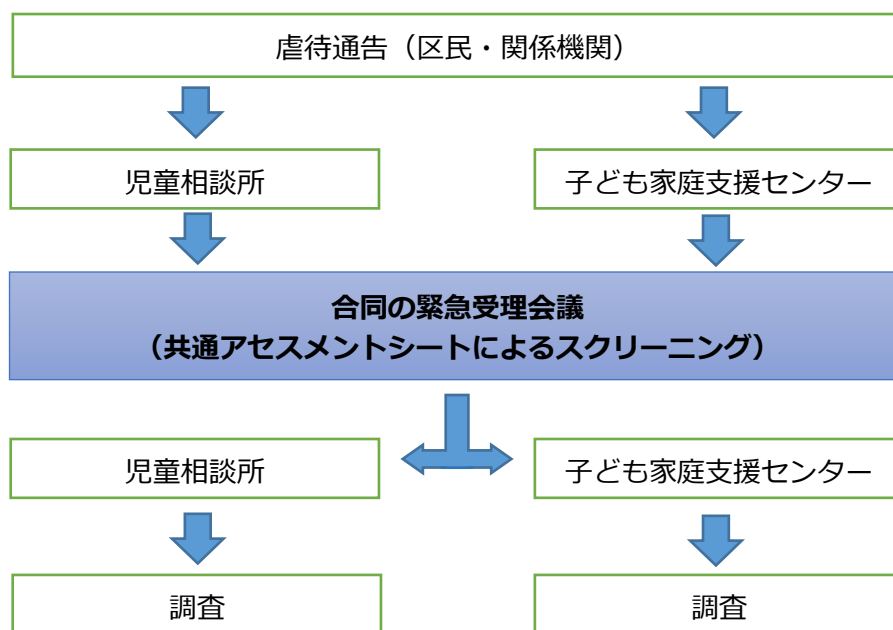 虐待通告（区民・関係機関）
児童相談所
子ども家庭支援センター
合同の緊急受理会議
（共通アセスメントシートによるスクリーニング）
児童相談所
子ども家庭支援センター
調査
調査